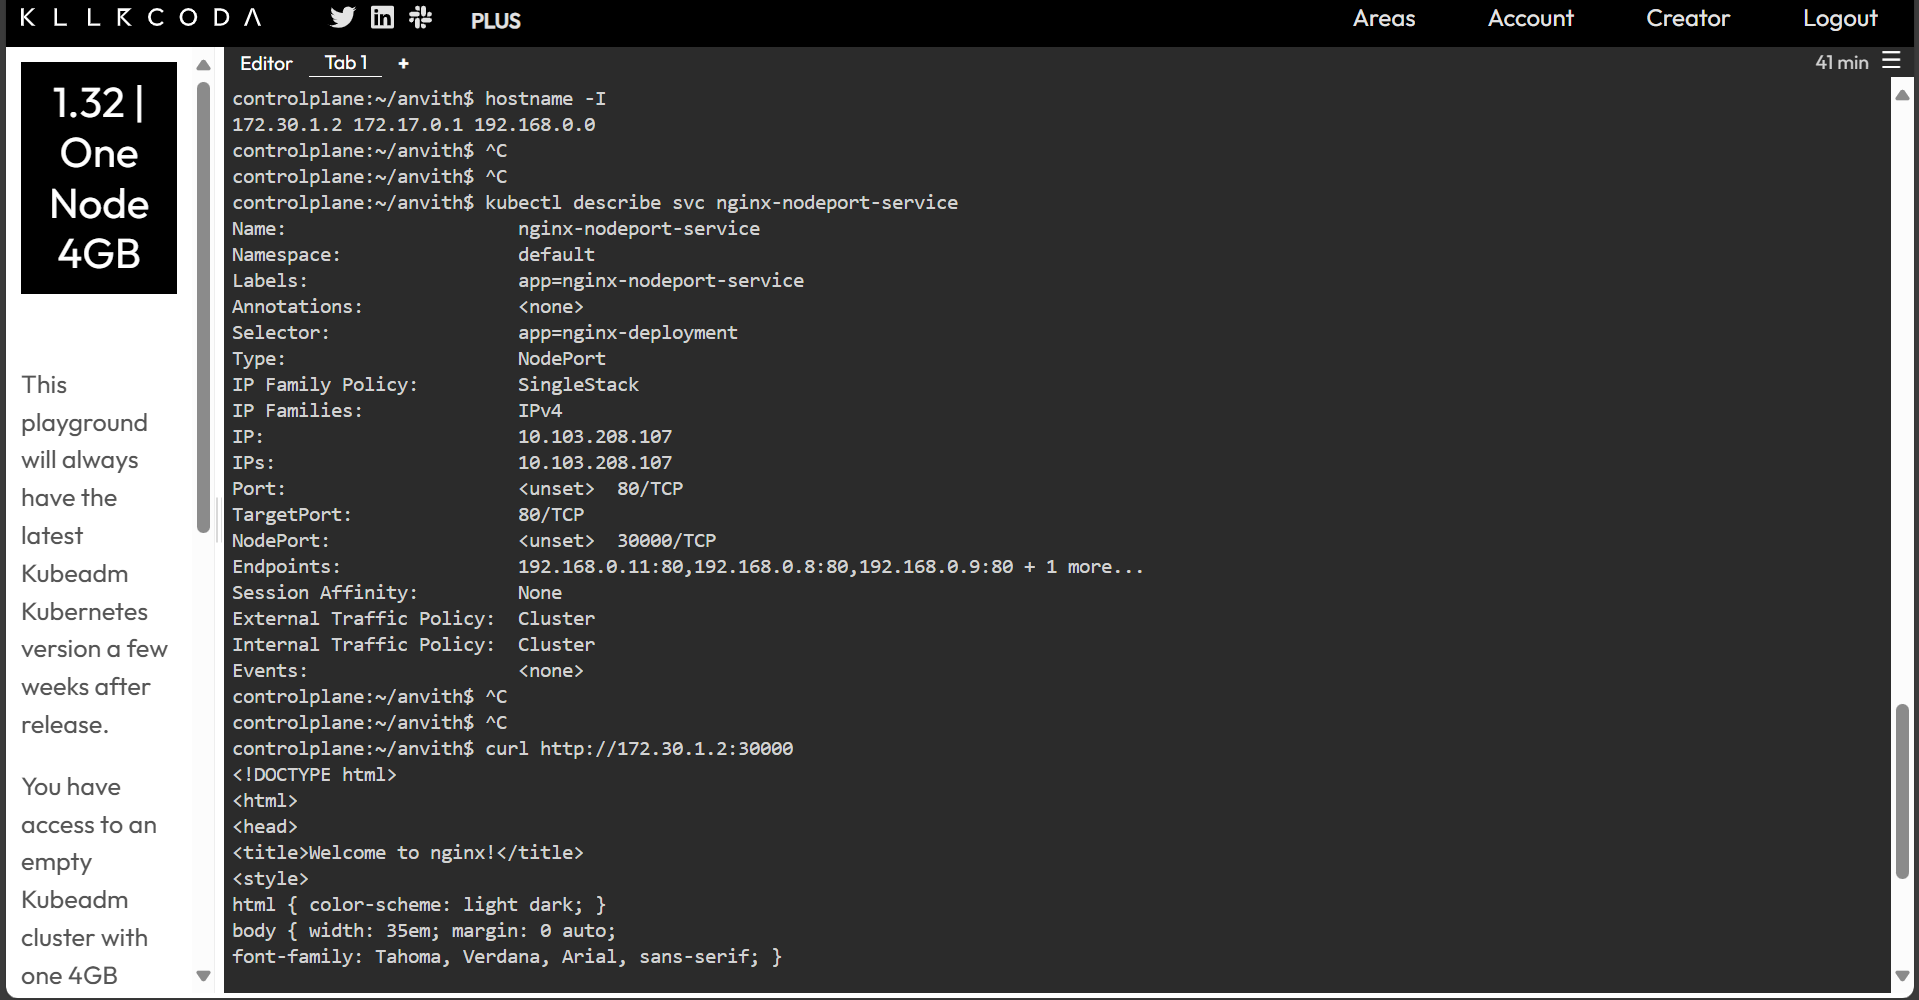 KLLRCODA
PLUS
Areas
Account
Creator
Logout
1.32 |
One
Node
4GB
This
playground
will always
have the
latest
Kubeadm
Kubernetes
version a few
weeks after
release.
You have
access to an
empty
Kubeadm
cluster with
one 4GB
Editor
Tab 1
+
41 min
controlplane:~/anvith$ hostname -I
172.30.1.2 172.17.0.1 192.168.0.0
controlplane:~/anvith$ ^C
controlplane:~/anvith$ ^C
controlplane:~/anvith$ kubectl describe svc nginx-nodeport-service
Name:                     nginx-nodeport-service
Namespace:                default
Labels:                   app=nginx-nodeport-service
Annotations:              <none>
Selector:                 app=nginx-deployment
Type:                     NodePort
IP Family Policy:         SingleStack
IP Families:              IPv4
IP:                       10.103.208.107
IPs:                      10.103.208.107
Port:                     <unset>  80/TCP
TargetPort:               80/TCP
NodePort:                 <unset>  30000/TCP
Endpoints:                192.168.0.11:80,192.168.0.8:80,192.168.0.9:80 + 1 more...
Session Affinity:         None
External Traffic Policy:  Cluster
Internal Traffic Policy:  Cluster
Events:                   <none>
controlplane:~/anvith$ ^C
controlplane:~/anvith$ ^C
controlplane:~/anvith$ curl http://172.30.1.2:30000
<!DOCTYPE html>
<html>
<head>
<title>Welcome to nginx!</title>
<style>
html { color-scheme: light dark; }
body { width: 35em; margin: 0 auto;
font-family: Tahoma, Verdana, Arial, sans-serif; }